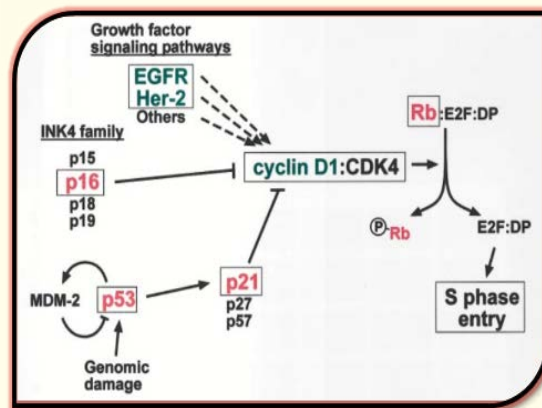 Growth factor
signaling pathways
EGFR
Her-2
Others
INK4 family
p15
p16
p18
p19
cyclin D1:CDK4
Rb:E2F:DP
P-Rb
E2F:DP
S phase
entry
p21
p27
p57
MDM-2
p53
Genomic
damage